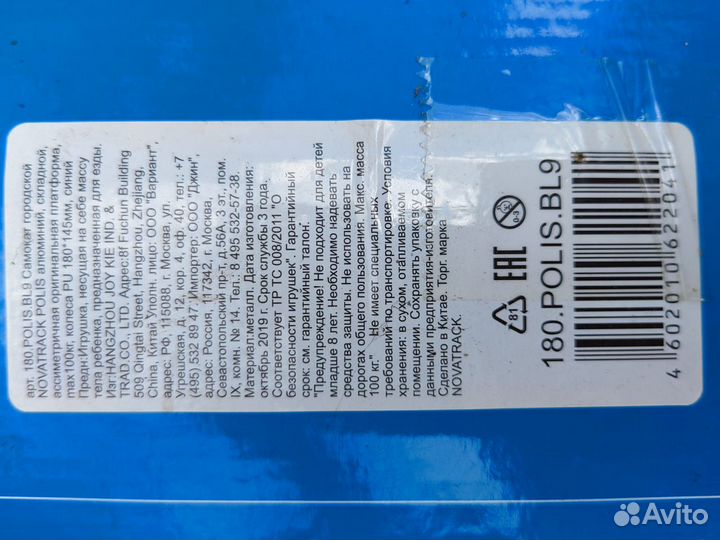 арт. 180.POLIS.BL9 Самокат городской
NOVATRACK POLIS алюминий, складной,
ассиметричная оригинальная платформа,
max100кг, колеса PU 180*145мм, синий
Предн:Игрушка, несущая на себе массу
тела ребенка, предназначенная для езды.
Изг:HANGZHOU JOY KIE IND. &
TRAD CO., LTD. Адрес:8f Fuchun Building
509 Qingtai Street, Hangzhou, Zhejiang,
China, Китай Уполн. лицо: ООО "Вариант",
адрес: РФ, 115088, г. Москва, ул.
Угрешская, д. 12, кор. 4, оф. 40, тел.: +7
(495) 532 89 47. Импортер: ООО "Джин",
адрес: Россия, 117342, г. Москва,
Севастопольский пр-т, д.56А, 3 эт., пом.
IX, комн. № 14. Тел.: 8 495 532-57-38.
Материал:металл. Дата изготовления:
октябрь 2019 г. Срок службы 3 года.
Соответствует ТР ТС 008/2011 "О
безопасности игрушек". Гарантийный
срок: см. гарантийный талон.
"Предупреждение! Не подходит для детей
младше 8 лет. Необходимо надевать
средства защиты. Не использовать на
дорогах общего пользования. Макс. масса
100 кг." Не имеет специальных
требований по транспортировке. Условия
хранения: в сухом, отапливаемом
помещении. Сохранять упаковку с
данными предприятия-изготовителя.
Сделано в Китае. Торг. марка
NOVATRACK.
81
EAC
0-3
180.POLIS.BL9
4 602010 622041
Avito